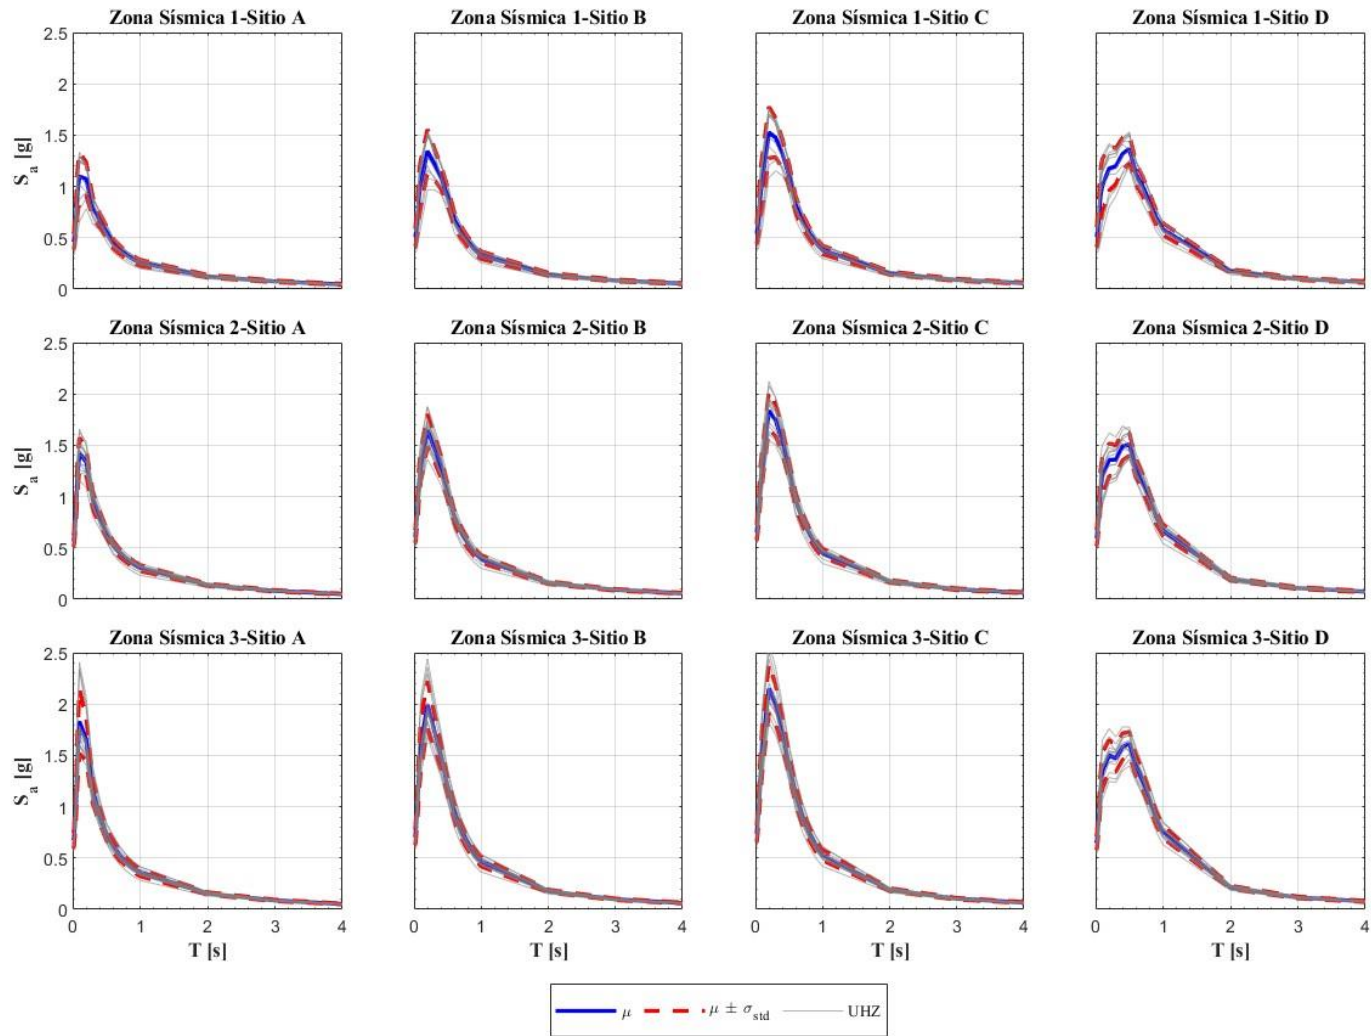 Zona Sísmica 1-Sitio A
Zona Sísmica 1-Sitio B
Zona Sísmica 1-Sitio C
Zona Sísmica 1-Sitio D
2.5
2
1.5
1
0.5
0
S_a [g]
Zona Sísmica 2-Sitio A
Zona Sísmica 2-Sitio B
Zona Sísmica 2-Sitio C
Zona Sísmica 2-Sitio D
2.5
2
1.5
1
0.5
0
S_a [g]
Zona Sísmica 3-Sitio A
Zona Sísmica 3-Sitio B
Zona Sísmica 3-Sitio C
Zona Sísmica 3-Sitio D
2.5
2
1.5
1
0.5
0
S_a [g]
0 1 2 3 4
0 1 2 3 4
0 1 2 3 4
0 1 2 3 4
T [s]
T [s]
T [s]
T [s]
μ
μ ± σ_std
UHZ